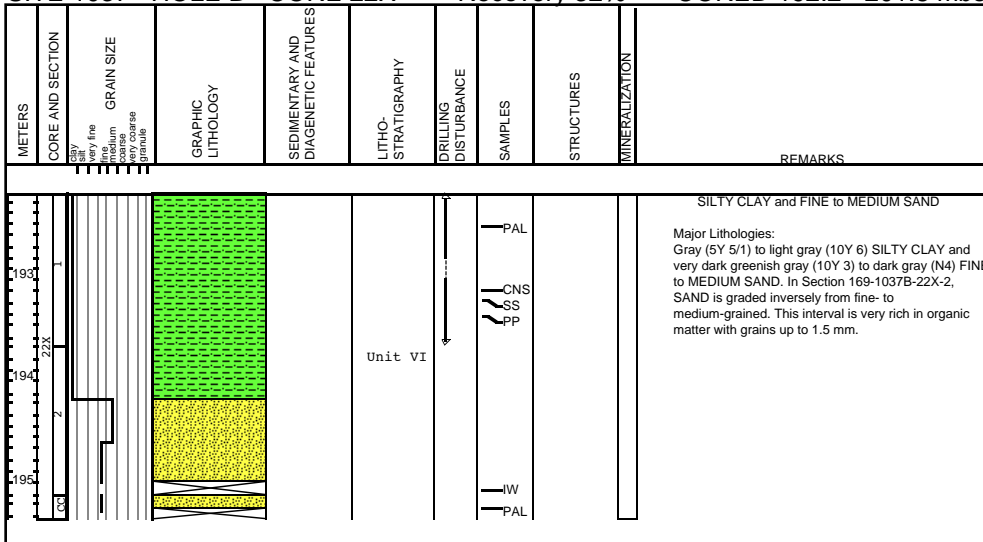 METERS
CORE AND SECTION
GRAIN SIZE
clay
silt
very fine
fine
medium
coarse
very coarse
granule
GRAPHIC
LITHOLOGY
SEDIMENTARY AND
DIAGENETIC FEATURES
LITHO-
STRATIGRAPHY
DRILLING
DISTURBANCE
SAMPLES
STRUCTURES
MINERALIZATION
REMARKS
193
194
195
22X
1
2
CC
Unit VI
PAL
CNS
SS
PP
IW
PAL
SILTY CLAY and FINE to MEDIUM SAND
Major Lithologies:
Gray (5Y 5/1) to light gray (10Y 6) SILTY CLAY and
very dark greenish gray (10Y 3) to dark gray (N4) FINE
to MEDIUM SAND. In Section 169-1037B-22X-2,
SAND is graded inversely from fine- to
medium-grained. This interval is very rich in organic
matter with grains up to 1.5 mm.